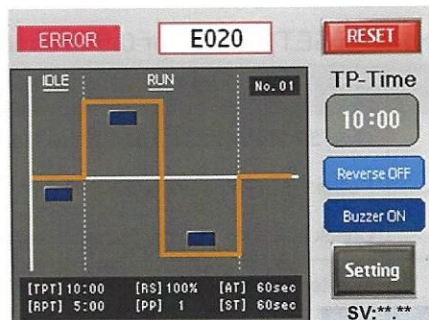 ERROR E020 RESET
IDLE RUN No.01
TP-Time
10:00
Reverse OFF
Buzzer ON
Setting
[TPT] 10:00 [RS] 100% [AT] 60sec
[RPT] 5:00 [PP] 1 [ST] 60sec
SV:**.**